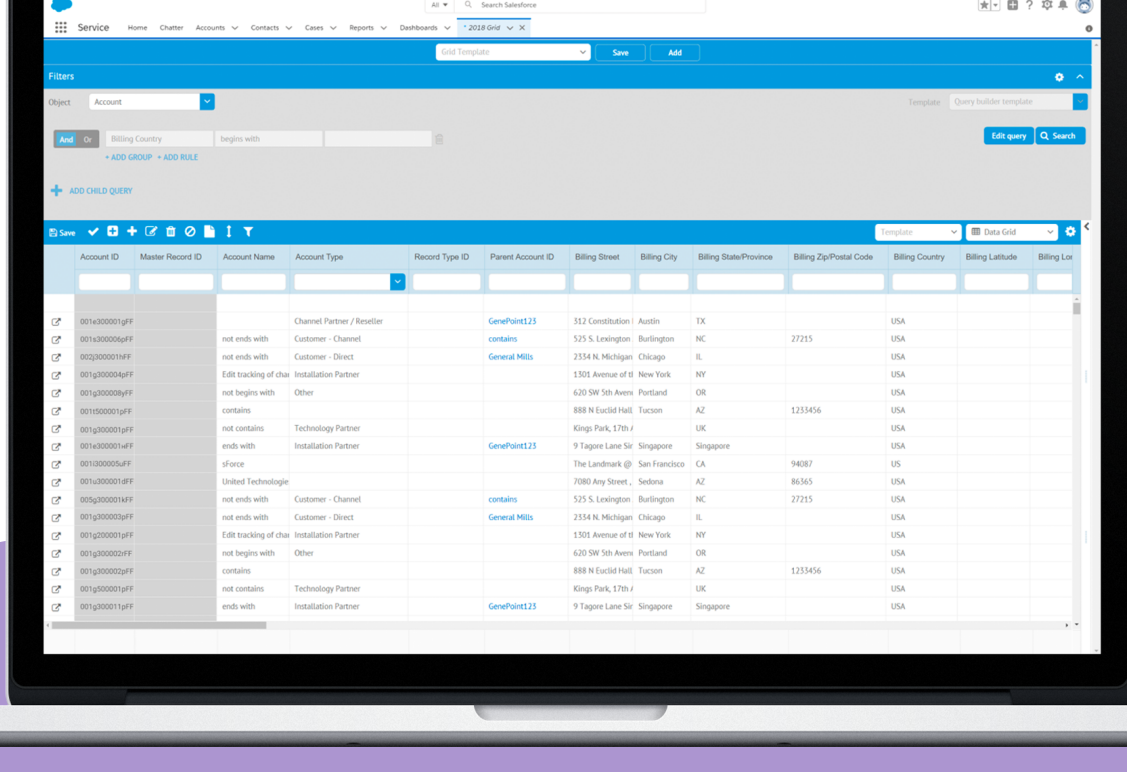 All Search Salesforce
Service Home Chatter Accounts Contacts Cases Reports Dashboards * 2018 Grid
Grid Template Save Add
Filters
Object Account Template Query builder template
And Or Billing Country begins with Edit query Search
+ ADD GROUP + ADD RULE
ADD CHILD QUERY
Save Template Data Grid
Account ID Master Record ID Account Name Account Type Record Type ID Parent Account ID Billing Street Billing City Billing State/Province Billing Zip/Postal Code Billing Country Billing Latitude Billing Lon
001e300001gFF Channel Partner / Reseller GenePoint123 312 Constitution Austin TX USA
001s300006pFF not ends with Customer - Channel contains 525 S. Lexington Burlington NC 27215 USA
002j300001hFF not ends with Customer - Direct General Mills 2334 N. Michigan Chicago IL USA
001g300004pFF Edit tracking of char Installation Partner 1301 Avenue of tl New York NY USA
001g300008yFF not begins with Other 620 SW 5th Aven Portland OR USA
001t500001pFF contains 888 N Euclid Hall Tucson AZ 1233456 USA
001g300001pFF not contains Technology Partner Kings Park, 17th A UK USA
001e300001wFF ends with Installation Partner GenePoint123 9 Tagore Lane Sin Singapore Singapore USA
001i300005uFF sForce The Landmark @ San Francisco CA 94087 US
001u300001dFF United Technologie 7080 Any Street , Sedona AZ 86365 USA
005g300001kFF not ends with Customer - Channel contains 525 S. Lexington Burlington NC 27215 USA
001g300003pFF not ends with Customer - Direct General Mills 2334 N. Michigan Chicago IL USA
001g200001pFF Edit tracking of char Installation Partner 1301 Avenue of tl New York NY USA
001g300002rFF not begins with Other 620 SW 5th Aven Portland OR USA
001g300002pFF contains 888 N Euclid Hall Tucson AZ 1233456 USA
001g500001pFF not contains Technology Partner Kings Park, 17th A UK USA
001g300011pFF ends with Installation Partner GenePoint123 9 Tagore Lane Sin Singapore Singapore USA